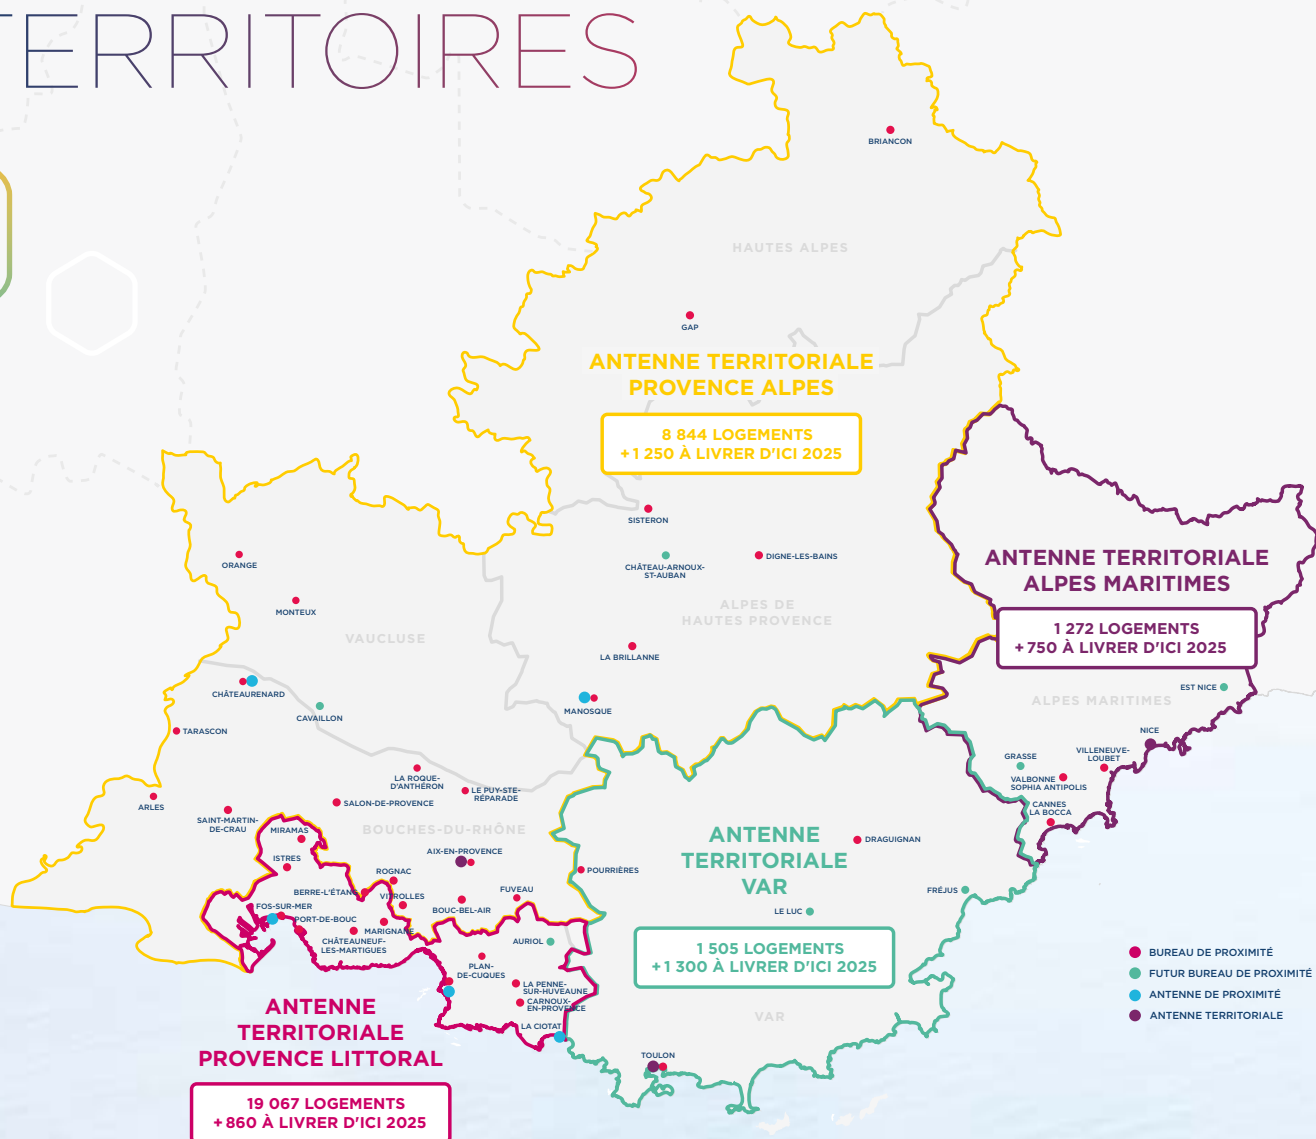 TERRITOIRES
BRIANCON
HAUTES ALPES
GAP
ANTENNE TERRITORIALE
PROVENCE ALPES
8 844 LOGEMENTS
+ 1 250 À LIVRER D'ICI 2025
SISTERON
CHÂTEAU-ARNOUX-
ST-AUBAN
DIGNE-LES-BAINS
ORANGE
MONTEUX
VAUCLUSE
ALPES DE
HAUTES PROVENCE
LA BRILLANNE
CHÂTEAURENARD
CAVAILLON
MANOSQUE
TARASCON
ANTENNE TERRITORIALE
ALPES MARITIMES
1 272 LOGEMENTS
+ 750 À LIVRER D'ICI 2025
EST NICE
ALPES MARITIMES
NICE
GRASSE
VILLENEUVE-
LOUBET
VALBONNE
SOPHIA ANTIPOLIS
CANNES
LA BOCCA
LA ROQUE-
D'ANTHÉRON
LE PUY-STE-
RÉPARADE
ARLES
SALON-DE-PROVENCE
SAINT-MARTIN-
DE-CRAU
MIRAMAS
BOUCHES-DU-RHÔNE
ISTRES
AIX-EN-PROVENCE
ROGNAC
BERRE-L'ÉTANG
VITROLLES
FOS-SUR-MER
PORT-DE-BOUC
BOUC-BEL-AIR
FUVEAU
POURRIÈRES
MARIGNANE
CHÂTEAUNEUF-
LES-MARTIGUES
AURIOL
PLAN-
DE-CUQUES
LA PENNE-
SUR-HUVEAUNE
CARNOUX-
EN-PROVENCE
LA CIOTAT
ANTENNE
TERRITORIALE
VAR
DRAGUIGNAN
FRÉJUS
LE LUC
1 505 LOGEMENTS
+ 1 300 À LIVRER D'ICI 2025
VAR
TOULON
ANTENNE
TERRITORIALE
PROVENCE LITTORAL
19 067 LOGEMENTS
+ 860 À LIVRER D'ICI 2025
BUREAU DE PROXIMITÉ
FUTUR BUREAU DE PROXIMITÉ
ANTENNE DE PROXIMITÉ
ANTENNE TERRITORIALE